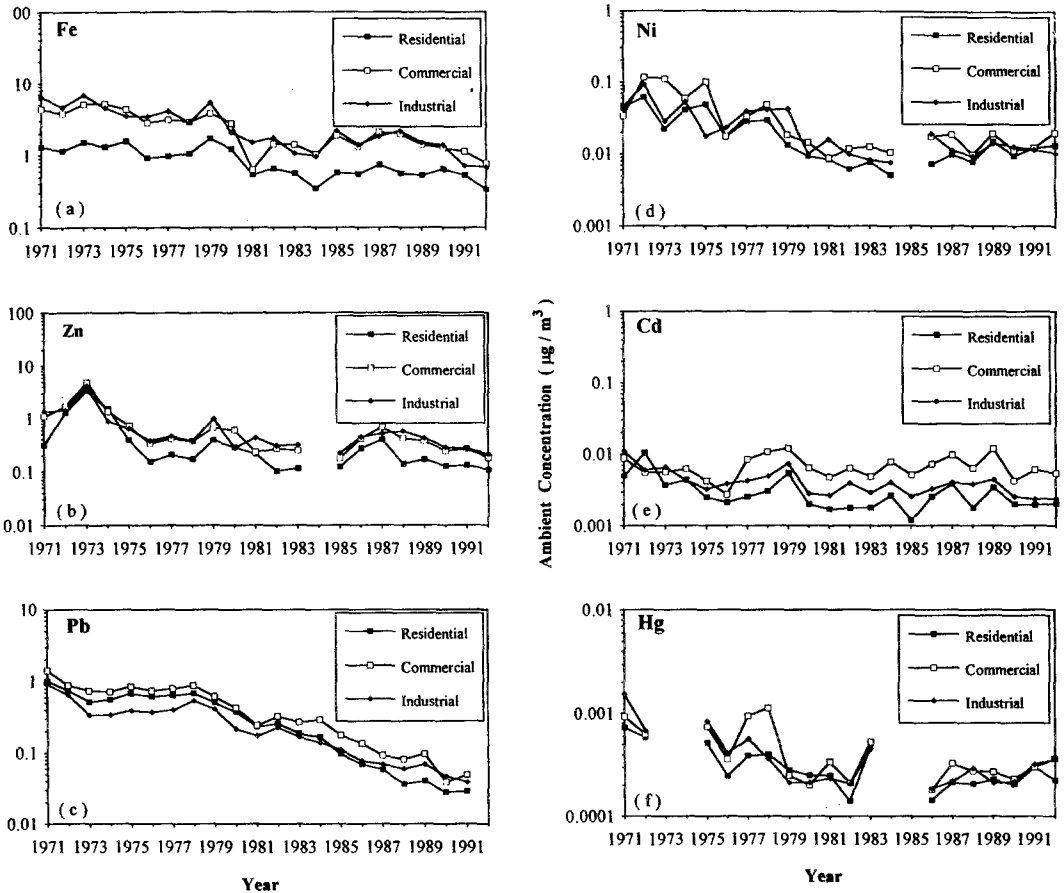 00
Fe
Residential
Commercial
Industrial
10
1
0.1
( a )
1971 1973 1975 1977 1979 1981 1983 1985 1987 1989 1991
100
Zn
Residential
Commercial
Industrial
10
1
0.1
0.01
( b )
1971 1973 1975 1977 1979 1981 1983 1985 1987 1989 1991
10
Pb
Residential
Commercial
Industrial
1
0.1
0.01
( c )
1971 1973 1975 1977 1979 1981 1983 1985 1987 1989 1991
Year
Ambient Concentration ( μg / m³ )
1
Ni
Residential
Commercial
Industrial
0.1
0.01
0.001
( d )
1971 1973 1975 1977 1979 1981 1983 1985 1987 1989 1991
1
Cd
Residential
Commercial
Industrial
0.1
0.01
0.001
( e )
1971 1973 1975 1977 1979 1981 1983 1985 1987 1989 1991
0.01
Hg
Residential
Commercial
Industrial
0.001
0.0001
( f )
1971 1973 1975 1977 1979 1981 1983 1985 1987 1989 1991
Year